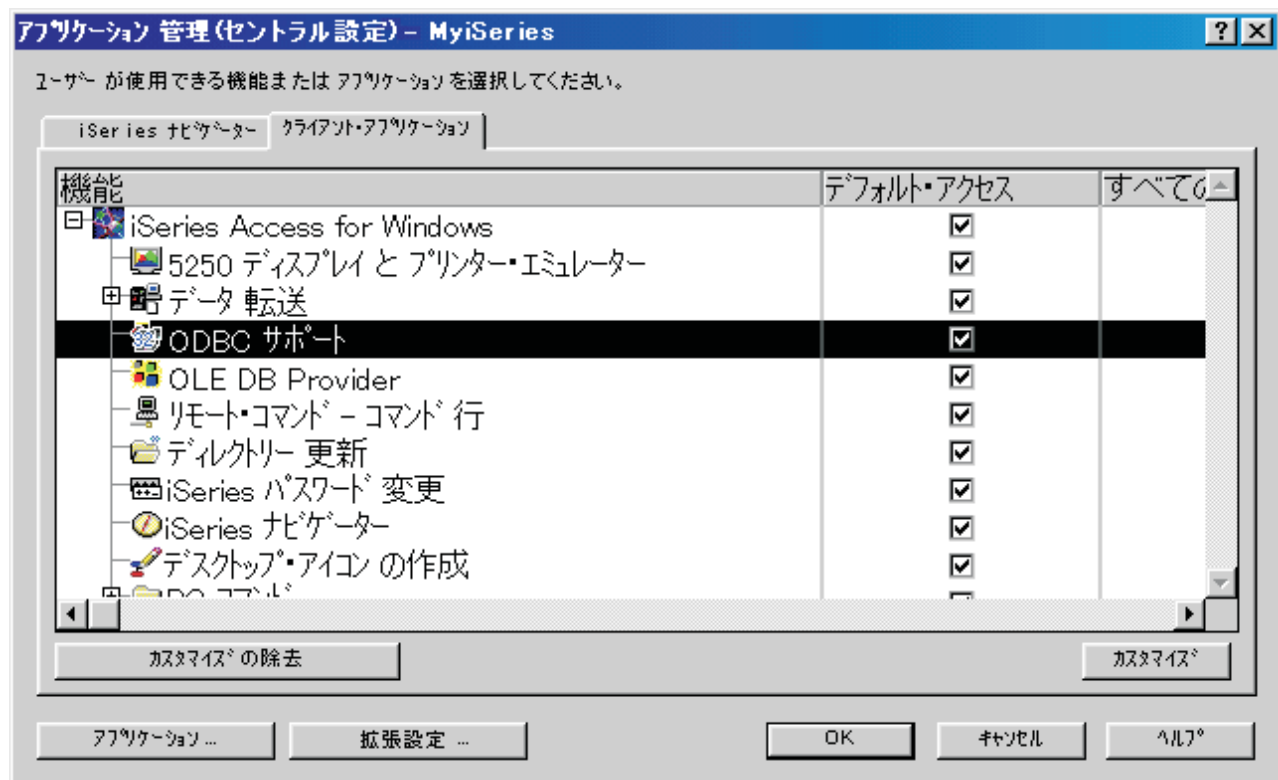 アプリケーション 管理 (セントラル設定) – MyiSeries
ユーザー が使用できる機能または アプリケーション を選択してください。
iSeries ナビゲーター クライアント・アプリケーション
機能 デフォルト・アクセス すべての
iSeries Access for Windows
5250 ディスプレイ と プリンター・エミュレーター
データ 転送
ODBC サポート
OLE DB Provider
リモート・コマンド – コマンド 行
ディレクトリー 更新
iSeries パスワード 変更
iSeries ナビゲーター
デスクトップ・アイコン の作成
PC コマンド
カスタマイズ の除去 カスタマイズ
アプリケーション ... 拡張設定 ... OK キャンセル ヘルプ